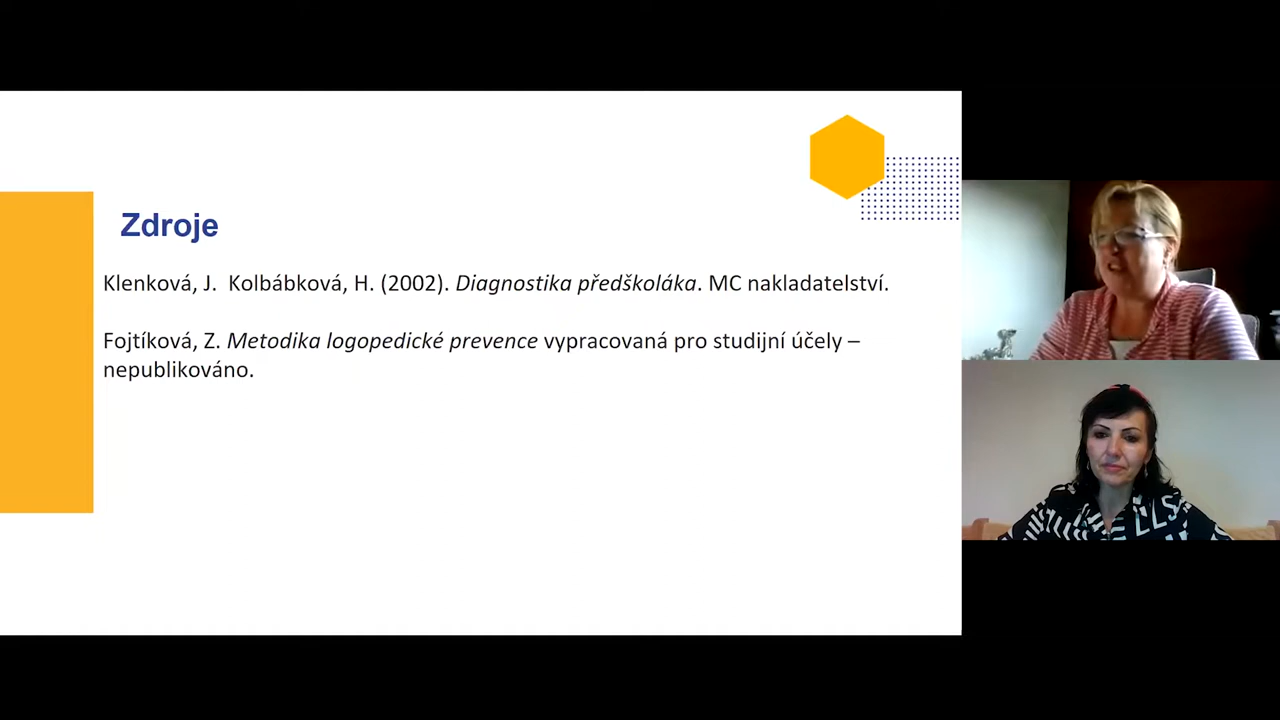 Zdroje
Klenková, J.  Kolbábková, H. (2002). Diagnostika předškoláka. MC nakladatelství.
Fojtíková, Z. Metodika logopedické prevence vypracovaná pro studijní účely –
nepublikováno.